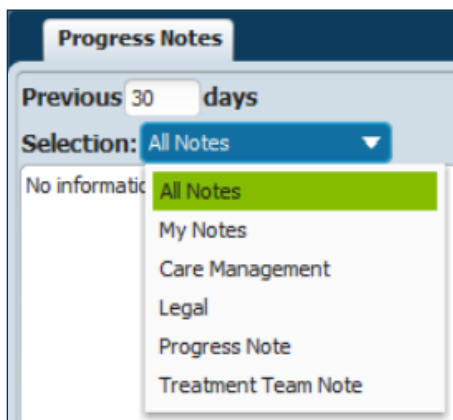 Progress Notes
Previous 30 days
Selection: All Notes
No informatic
All Notes
My Notes
Care Management
Legal
Progress Note
Treatment Team Note